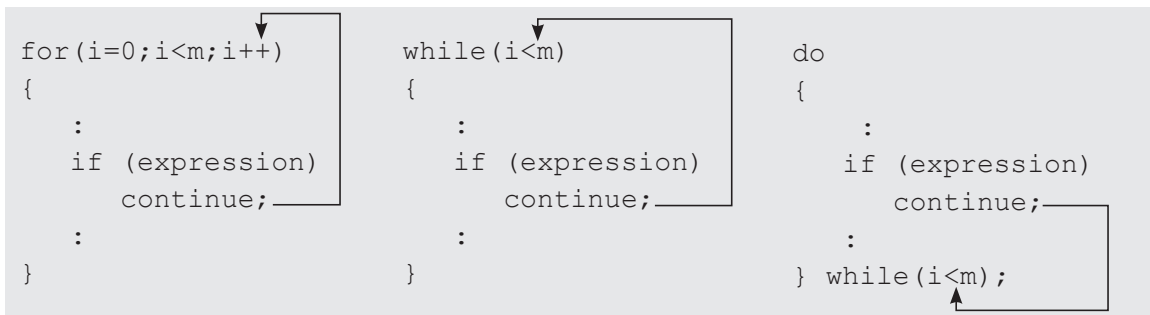 for(i=0;i<m;i++)
{
:
if (expression)
continue;
:
}
while(i<m)
{
:
if (expression)
continue;
:
}
do
{
:
if (expression)
continue;
:
} while(i<m);